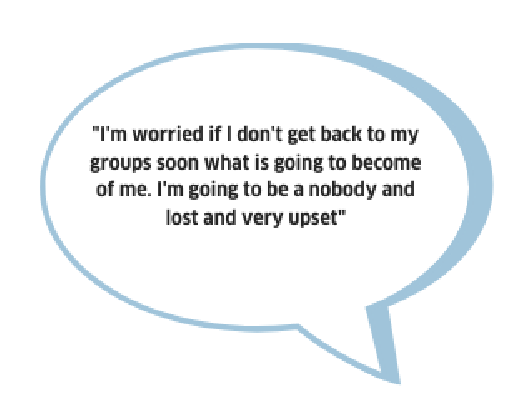 "I'm worried if I don't get back to my
groups soon what is going to become
of me. I'm going to be a nobody and
lost and very upset"